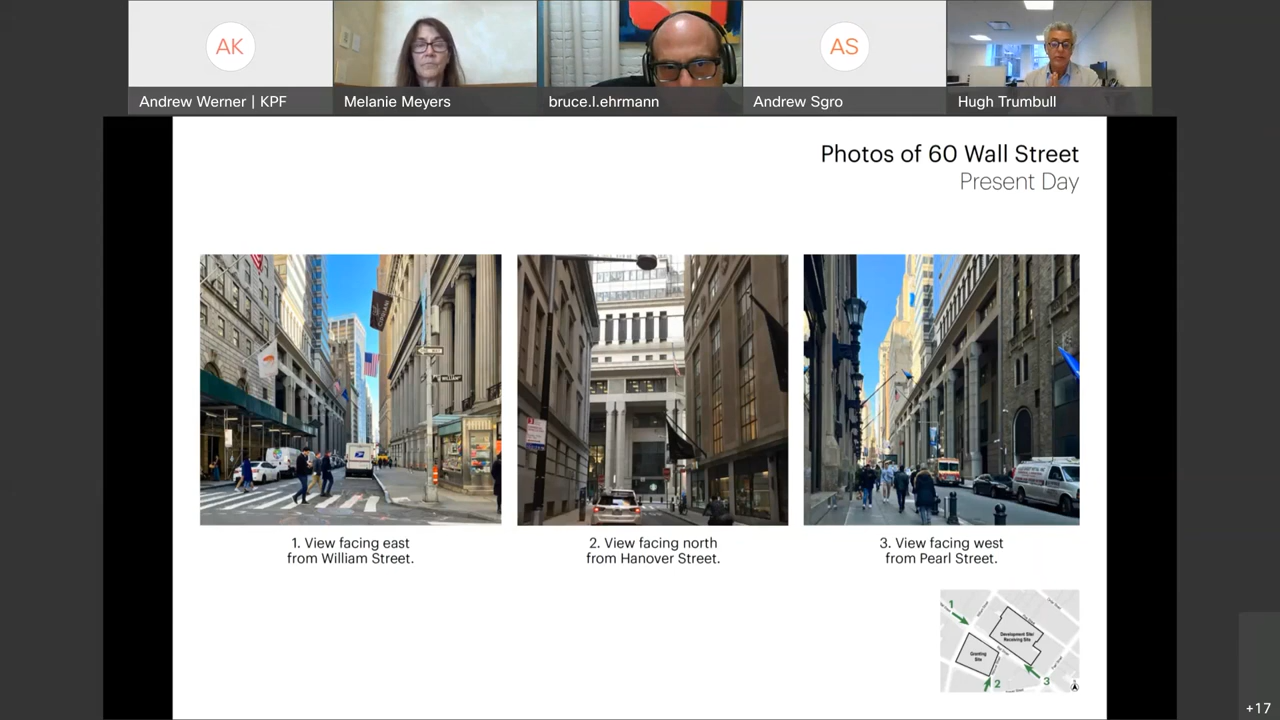 AK
AS
Andrew Werner | KPF
Melanie Meyers
bruce.l.ehrmann
Andrew Sgro
Hugh Trumbull
Photos of 60 Wall Street
Present Day
1. View facing east
from William Street.
2. View facing north
from Hanover Street.
3. View facing west
from Pearl Street.
1
Development Site/
Receiving Site
Granting
Site
2
3
+17